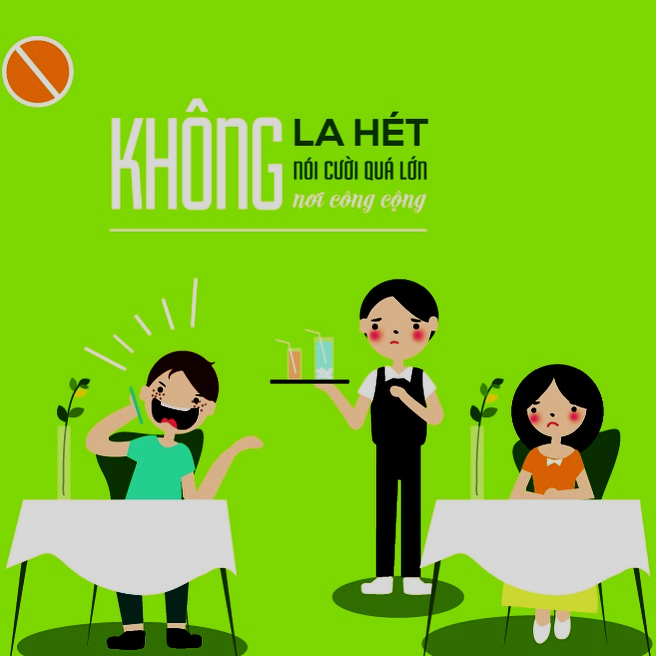 KHÔNG
LA HÉT
NÓI CƯỜI QUÁ LỚN
nơi công cộng